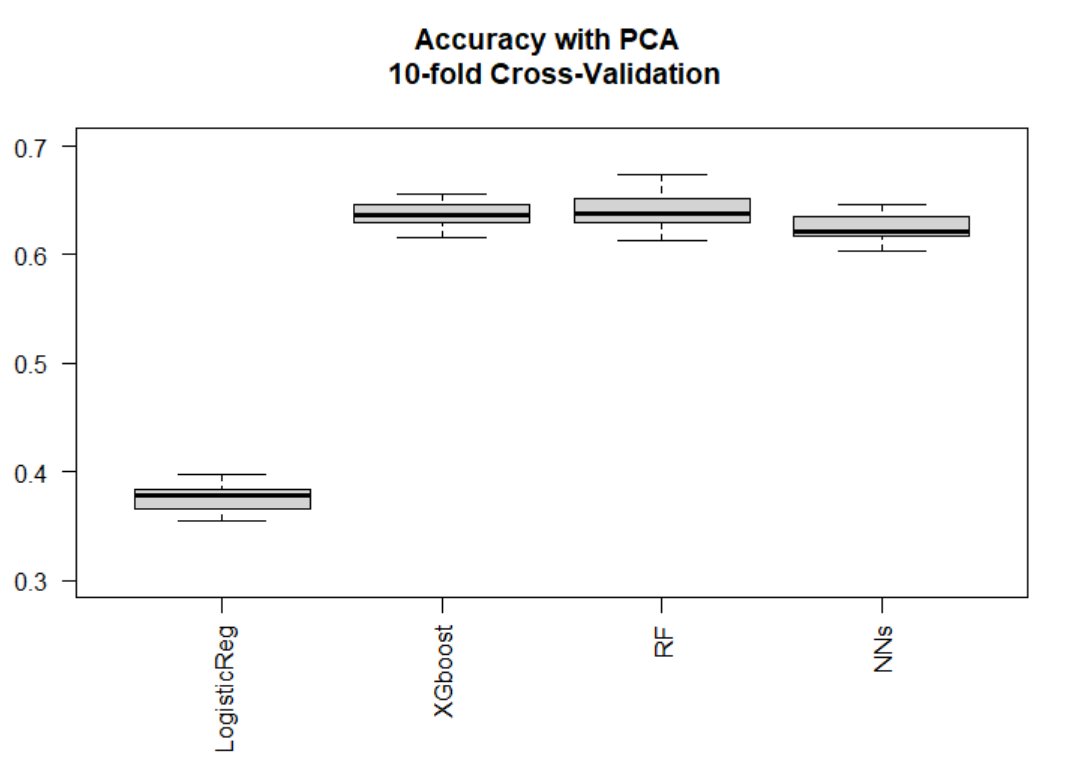 Accuracy with PCA
10-fold Cross-Validation
0.7
0.6
0.5
0.4
0.3
LogisticReg
XGboost
RF
NNs